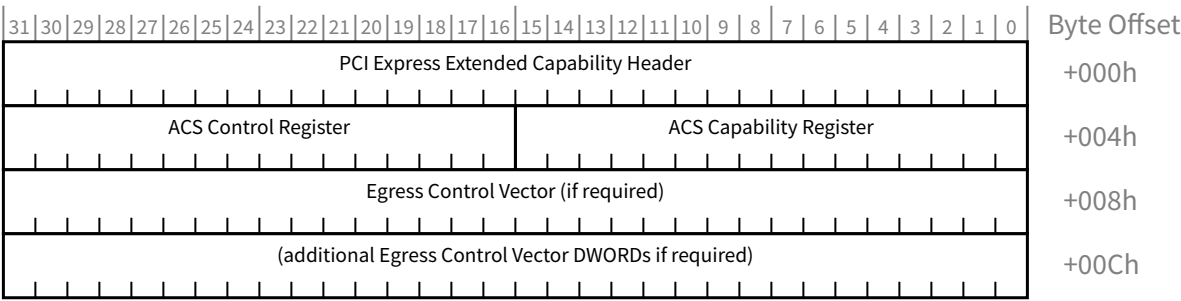 31 30 29 28 27 26 25 24 23 22 21 20 19 18 17 16 15 14 13 12 11 10 9 8 7 6 5 4 3 2 1 0 Byte Offset
PCI Express Extended Capability Header +000h
ACS Control Register ACS Capability Register +004h
Egress Control Vector (if required) +008h
(additional Egress Control Vector DWORDs if required) +00Ch